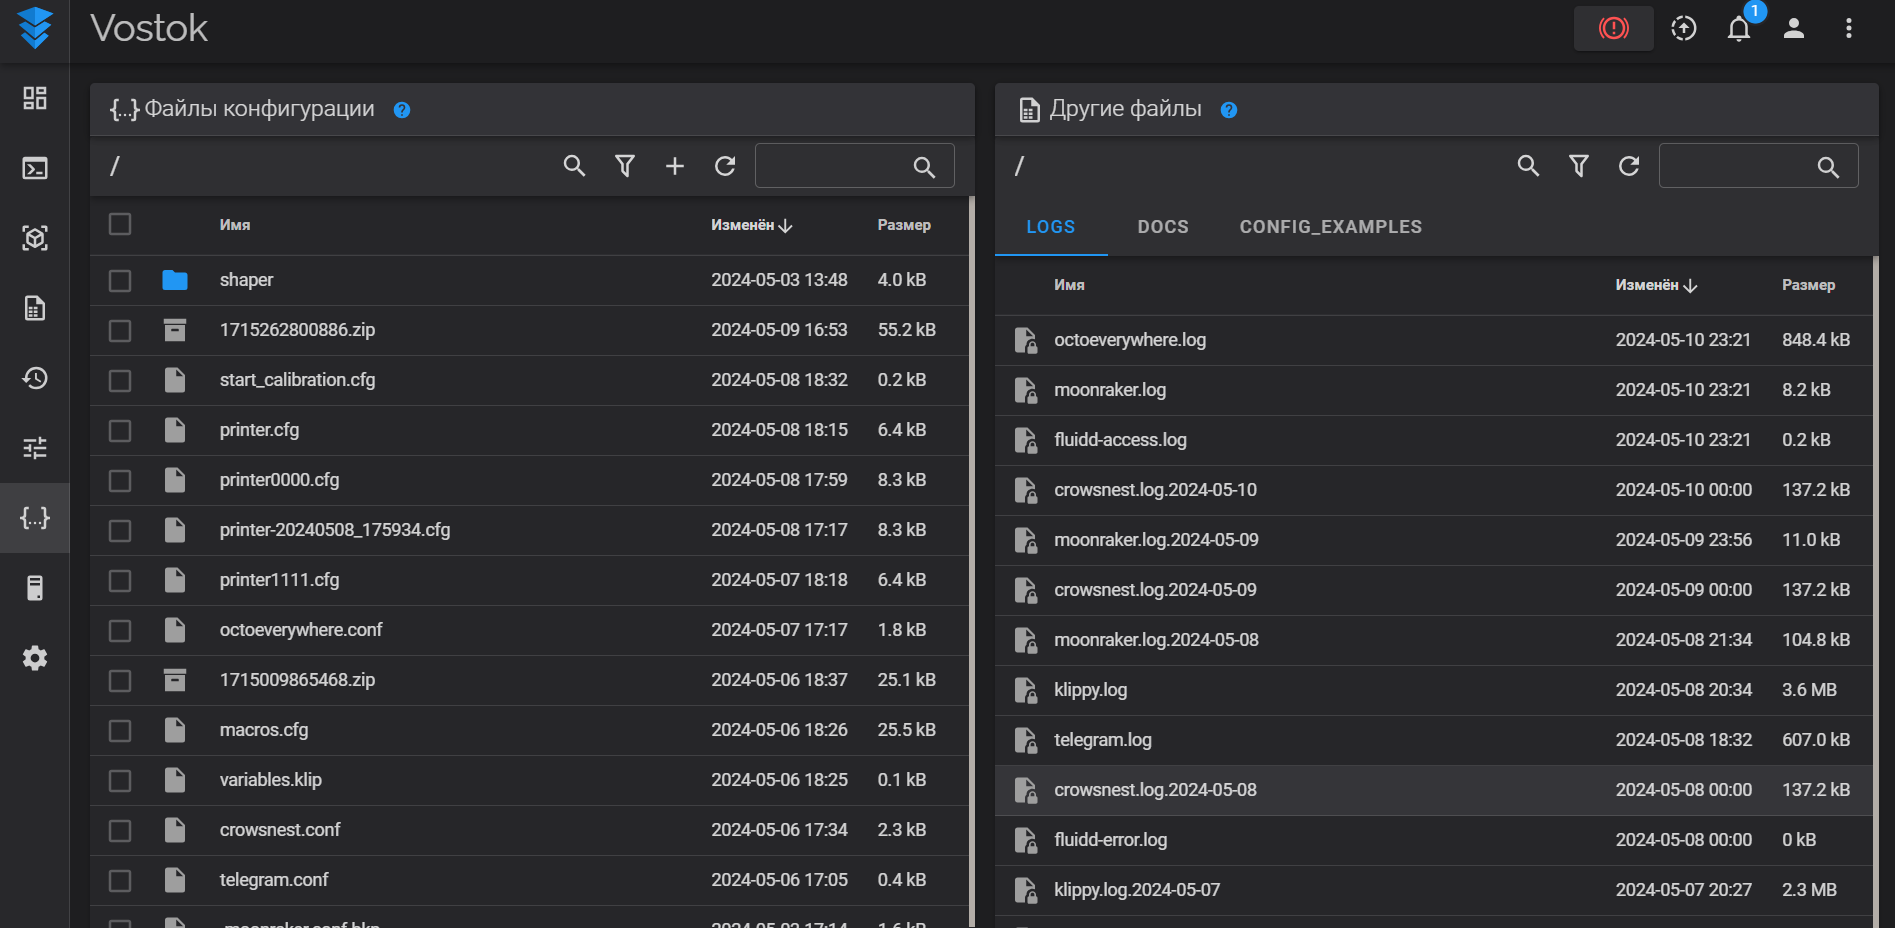 Vostok
1
{...} Файлы конфигурации
/
Имя Изменён Размер
shaper 2024-05-03 13:48 4.0 kB
1715262800886.zip 2024-05-09 16:53 55.2 kB
start_calibration.cfg 2024-05-08 18:32 0.2 kB
printer.cfg 2024-05-08 18:15 6.4 kB
printer0000.cfg 2024-05-08 17:59 8.3 kB
printer-20240508_175934.cfg 2024-05-08 17:17 8.3 kB
printer1111.cfg 2024-05-07 18:18 6.4 kB
octoeverywhere.conf 2024-05-07 17:17 1.8 kB
1715009865468.zip 2024-05-06 18:37 25.1 kB
macros.cfg 2024-05-06 18:26 25.5 kB
variables.klip 2024-05-06 18:25 0.1 kB
crowsnest.conf 2024-05-06 17:34 2.3 kB
telegram.conf 2024-05-06 17:05 0.4 kB
Другие файлы
/
LOGS DOCS CONFIG_EXAMPLES
Имя Изменён Размер
octoeverywhere.log 2024-05-10 23:21 848.4 kB
moonraker.log 2024-05-10 23:21 8.2 kB
fluidd-access.log 2024-05-10 23:21 0.2 kB
crowsnest.log.2024-05-10 2024-05-10 00:00 137.2 kB
moonraker.log.2024-05-09 2024-05-09 23:56 11.0 kB
crowsnest.log.2024-05-09 2024-05-09 00:00 137.2 kB
moonraker.log.2024-05-08 2024-05-08 21:34 104.8 kB
klippy.log 2024-05-08 20:34 3.6 MB
telegram.log 2024-05-08 18:32 607.0 kB
crowsnest.log.2024-05-08 2024-05-08 00:00 137.2 kB
fluidd-error.log 2024-05-08 00:00 0 kB
klippy.log.2024-05-07 2024-05-07 20:27 2.3 MB